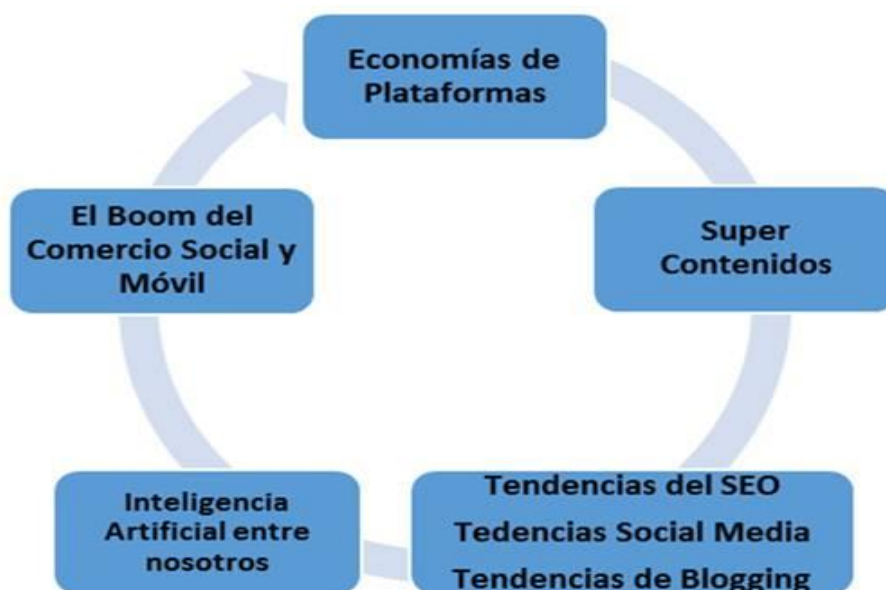 Economías de
Plataformas
Super
Contenidos
Tendencias del SEO
Tedencias Social Media
Tendencias de Blogging
Inteligencia
Artificial entre
nosotros
El Boom del
Comercio Social y
Móvil